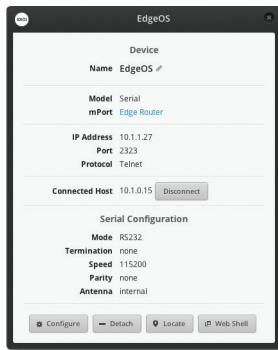 EdgeOS
Device
Name EdgeOS
Model Serial
mPort Edge Router
IP Address 10.1.1.27
Port 2323
Protocol Telnet
Connected Host 10.1.0.15 Disconnect
Serial Configuration
Mode RS232
Termination none
Speed 115200
Parity none
Antenna internal
Configure Detach Locate Web Shell